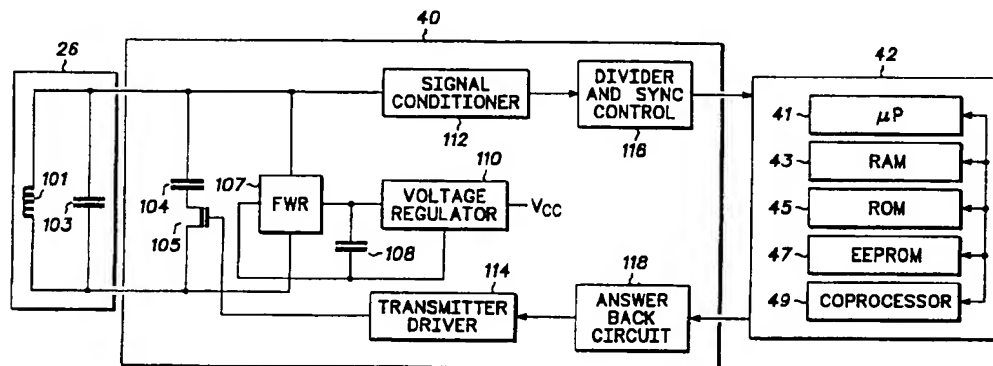 40
26
42
SIGNAL
CONDITIONER
112
DIVIDER
AND SYNC
CONTROL
116
41
μP
43
RAM
45
ROM
47
EEPROM
49
COPROCESSOR
101
103
104
105
107
FWR
108
110
VOLTAGE
REGULATOR
VCC
114
TRANSMITTER
DRIVER
118
ANSWER
BACK
CIRCUIT